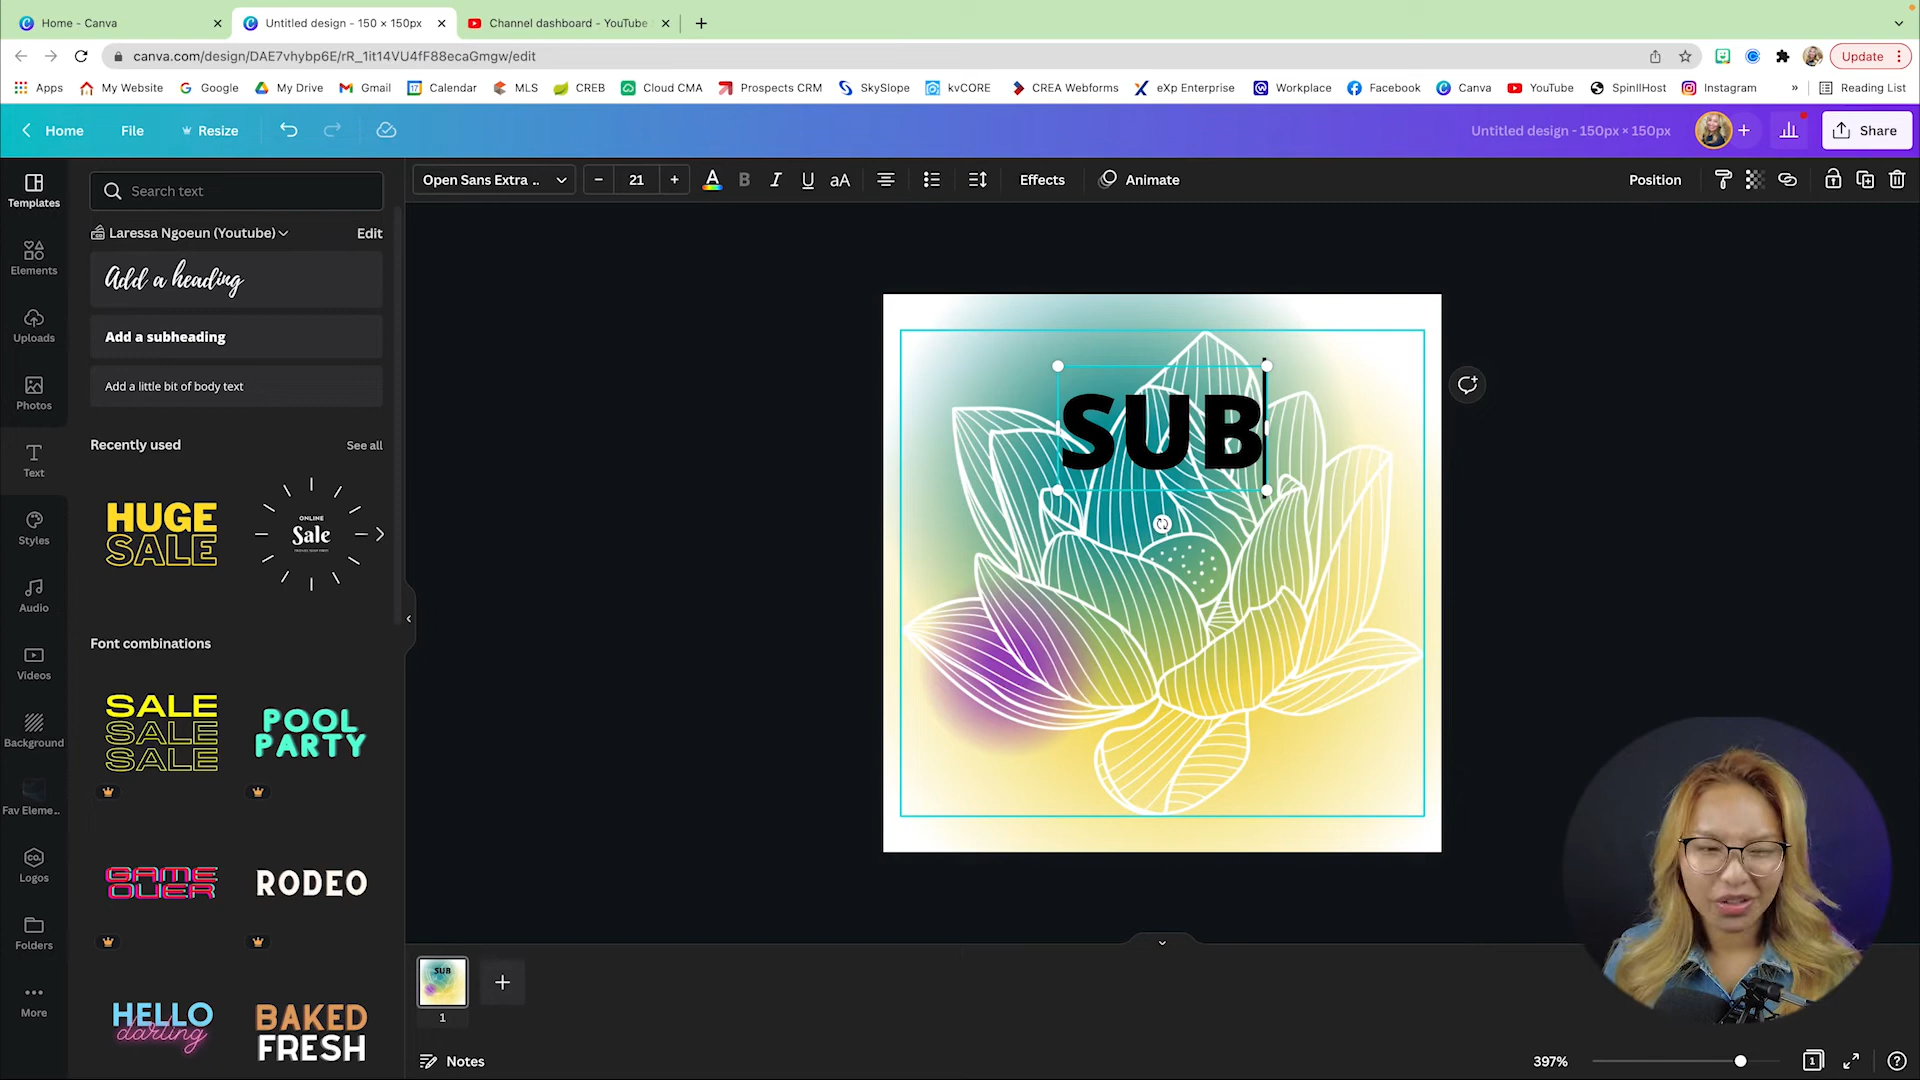 Home - Canva
Untitled design - 150 × 150px
Channel dashboard - YouTube
canva.com/design/DAE7vhybp6E/rR_1it14VU4fF88ecaGmgw/edit
Update
Apps
My Website
Google
My Drive
Gmail
Calendar
MLS
CREB
Cloud CMA
Prospects CRM
SkySlope
kvCORE
CREA Webforms
eXp Enterprise
Workplace
Facebook
Canva
YouTube
SpinIlHost
Instagram
»
Reading List
Home
File
Resize
Untitled design - 150px × 150px
Share
Templates
Elements
Uploads
Photos
Text
Styles
Audio
Videos
Background
Fav Eleme...
Logos
Folders
More
Search text
Laressa Ngoeun (Youtube)
Edit
Add a heading
Add a subheading
Add a little bit of body text
Recently used
See all
HUGE
SALE
ONLINE
Sale
Font combinations
SALE
SALE
SALE
POOL
PARTY
GAME
OVER
RODEO
HELLO
darling
BAKED
FRESH
Open Sans Extra ..
− 21 +
A
B
I
U
aA
Effects
Animate
Position
SUB
SUB
1
Notes
397%
1
?